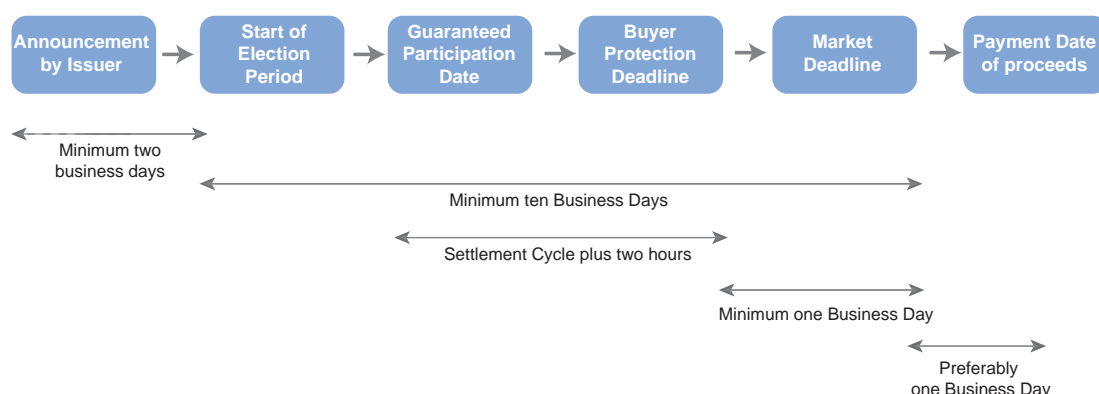 Announcement
by Issuer
Start of
Election
Period
Guaranteed
Participation
Date
Buyer
Protection
Deadline
Market
Deadline
Payment Date
of proceeds
Minimum two
business days
Minimum ten Business Days
Settlement Cycle plus two hours
Minimum one Business Day
Preferably
one Business Day